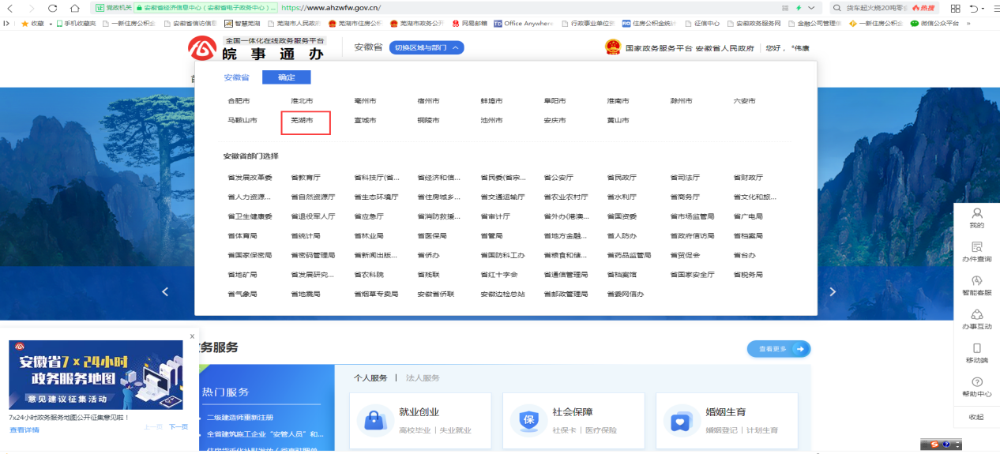 证 党政机关 安徽省经济信息中心（安徽省电子政务中心）... https://www.ahzwfw.gov.cn/ 货车起火烧20吨零 热搜
收藏 手机收藏夹 一新住房公积金 安徽省信访信息 智慧芜湖 芜湖市人民政府 芜湖市住房公积 芜湖市政务公开 网易邮箱 Office Anywhere 行政事业单位资 住房公积金统计 征信中心 安徽政务服务网 金融公司管理信 一新住房公积金 微信公众平台 »
全国一体化在线政务服务平台
皖事通办
安徽省 切换区域与部门
国家政务服务平台 安徽省人民政府 您好，*伟康
安徽省 确定
合肥市 淮北市 亳州市 宿州市 蚌埠市 阜阳市 淮南市 滁州市 六安市
马鞍山市 芜湖市 宣城市 铜陵市 池州市 安庆市 黄山市
安徽省部门选择
省发展改革委 省教育厅 省科技厅(省... 省经济和信... 省民委(省宗... 省公安厅 省民政厅 省司法厅 省财政厅
省人力资源... 省自然资源厅 省生态环境厅 省住房城乡... 省交通运输厅 省农业农村厅 省水利厅 省商务厅 省文化和旅...
省卫生健康委 省退役军人厅 省应急厅 省消防救援... 省审计厅 省外办(港澳... 省国资委 省市场监管局 省广电局
省体育局 省统计局 省林业局 省医保局 省管局 省地方金融... 省人防办 省政府信访局 省档案局
省国家保密局 省密码管理局 省新闻出版... 省侨办 省国防科工办 省粮食和储... 省药品监管局 省贸促会 省台办
省地矿局 省发展研究... 省农科院 省残联 省红十字会 省通信管理局 省档案馆 省国家安全厅 省税务局
省气象局 省地震局 省烟草专卖局 安徽省侨联 安徽边检总站 省邮政管理局 省委网信办
我的
办件查询
智能客服
办事互动
移动端
帮助中心
收起
x
安徽省7x24小时
政务服务地图
意见建议征集活动
7x24小时政务服务地图公开征集意见啦！
查看详情 上一页 下一页
务服务
查看更多
热门服务
二级建造师重新注册
全省建筑施工企业“安管人员”和...
个人服务 | 法人服务
就业创业
高校毕业 | 失业就业
保
社会保障
社保卡 | 医疗保险
婚姻生育
婚姻登记 | 计划生育